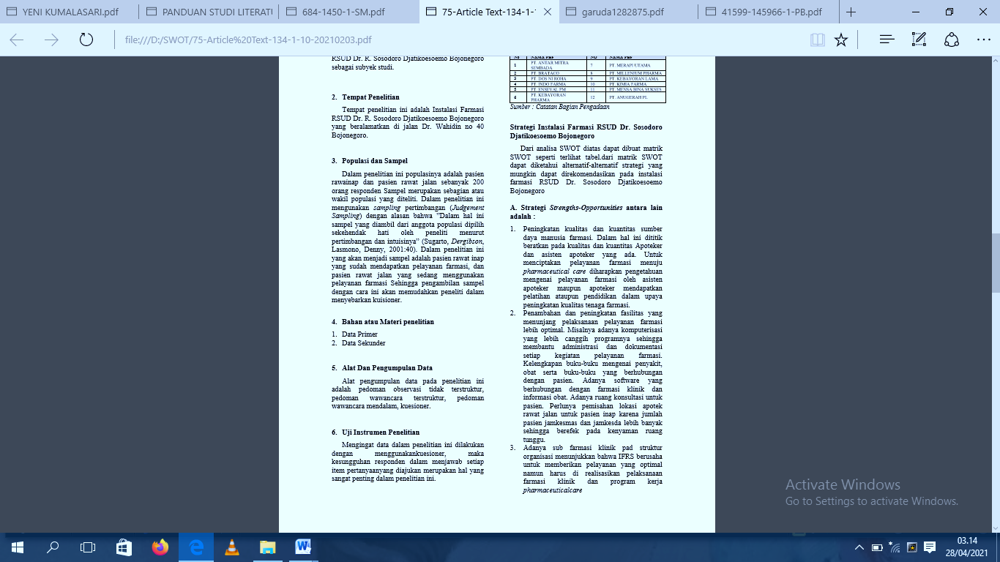 YENI KUMALASARI.pdf
PANDUAN STUDI LITERATU
684-1450-1-SM.pdf
75-Article Text-134-1-
garuda1282875.pdf
41599-145966-1-PB.pdf
file:///D:/SWOT/75-Article%20Text-134-1-10-20210203.pdf
RSUD Dr. R. Sosodoro Djatikoesoemo Bojonegoro
sebagai subyek studi.
2. Tempat Penelitian
Tempat penelitian ini adalah Instalasi Farmasi
RSUD Dr. R. Sosodoro Djatikoesoemo Bojonegoro
yang beralamatkan di jalan Dr. Wahidin no 40
Bojonegoro.
3. Populasi dan Sampel
Dalam penelitian ini populasinya adalah pasien
rawainap dan pasien rawat jalan sebanyak 200
orang responden Sampel merupakan sebagian atau
wakil populasi yang diteliti. Dalam penelitian ini
mengunakan sampling pertimbangan (Judgement
Sampling) dengan alasan bahwa "Dalam hal ini
sampel yang diambil dari anggota populasi dipilih
sekehendak hati oleh peneliti menurut
pertimbangan dan intuisinya" (Sugarto, Dergibson,
Lasmono, Denny, 2001:40). Dalam penelitian ini
yang akan menjadi sampel adalah pasien rawat inap
yang sudah mendapatkan pelayanan farmasi, dan
pasien rawat jalan yang sedang menggunakan
pelayanan farmasi Sehingga pengambilan sampel
dengan cara ini akan memudahkan peneliti dalam
menyebarkan kuisioner.
4. Bahan atau Materi penelitian
1. Data Primer
2. Data Sekunder
5. Alat Dan Pengumpulan Data
Alat pengumpulan data pada penelitian ini
adalah pedoman observasi tidak terstruktur,
pedoman wawancara terstruktur, pedoman
wawancara mendalam, kuesioner.
6. Uji Instrumen Penelitian
Mengingat data dalam penelitian ini dilakukan
dengan menggunakankuesioner, maka
kesungguhan responden dalam menjawab setiap
item pertanyaanyang diajukan merupakan hal yang
sangat penting dalam penelitian ini.
No NAMA PBF NO NAMA PBF
1 PT. ANTAR MITRA SEMBADA 7 PT. MERAPI UTAMA
2 PT. BRATACO 8 PT. MILLENIUM PHARMA
3 PT. DOS NI ROHA 9 PT. KEBAYORAN LAMA
4 PT. INDO FARMA 10 PT. KIMIA FARMA
5 PT. ENSEVAL PM 11 PT. MENSA BINA SUKSES
6 PT. KEBAYORAN PHARMA 12 PT. ANUGERAH PL
Sumber : Catatan Bagian Pengadaan
Strategi Instalasi Farmasi RSUD Dr. Sosodoro
Djatikoesoemo Bojonegoro
Dari analisa SWOT diatas dapat dibuat matrik
SWOT seperti terlihat tabel.dari matrik SWOT
dapat diketahui alternatif-alternatif strategi yang
mungkin dapat direkomendasikan pada instalasi
farmasi RSUD Dr. Sosodoro Djatikoesoemo
Bojonegoro
A. Strategi Strengths-Opportunities antara lain
adalah :
1. Peningkatan kualitas dan kuantitas sumber
daya manusia farmasi. Dalam hal ini dititik
beratkan pada kualitas dan kuantitas Apoteker
dan asisten apoteker yang ada. Untuk
menciptakan pelayanan farmasi menuju
pharmaceutical care diharapkan pengetahuan
mengenai pelayanan farmasi oleh asisten
apoteker maupun apoteker mendapatkan
pelatihan ataupun pendidikan dalam upaya
peningkatan kualitas tenaga farmasi.
2. Penambahan dan peningkatan fasilitas yang
menunjang pelaksanaan pelayanan farmasi
lebih optimal. Misalnya adanya komputerisasi
yang lebih canggih programnya sehingga
membantu administrasi dan dokumentasi
setiap kegiatan pelayanan farmasi.
Kelengkapan buku-buku mengenai penyakit,
obat serta buku-buku yang berhubungan
dengan pasien. Adanya software yang
berhubungan dengan farmasi klinik dan
informasi obat. Adanya ruang konsultasi untuk
pasien. Perlunya pemisahan lokasi apotek
rawat jalan untuk pasien inap karena jumlah
pasien jamkesmas dan jamkesda lebih banyak
sehingga berefek pada kenyaman ruang
tunggu.
3. Adanya sub farmasi klinik pad struktur
organisasi menunjukkan bahwa IFRS berusaha
untuk memberikan pelayanan yang optimal
namun harus di realisasikan pelaksanaan
farmasi klinik dan program kerja
pharmaceuticalcare
Activate Windows
Go to Settings to activate Windows.
03.14
28/04/2021